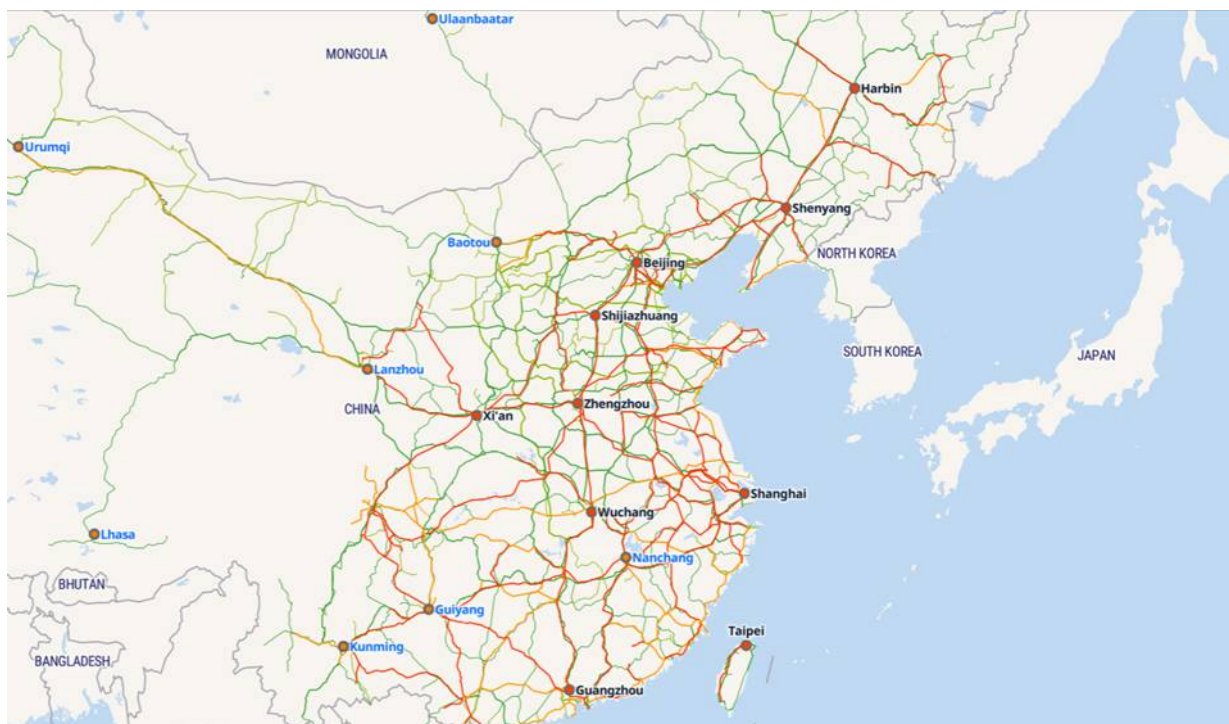 Ulaanbaatar
MONGOLIA
Harbin
Urumqi
Shenyang
Baotou
NORTH KOREA
Beijing
Shijiazhuang
SOUTH KOREA
JAPAN
Lanzhou
CHINA
Zhengzhou
Xi'an
Shanghai
Wuchang
Lhasa
Nanchang
BHUTAN
Guiyang
Taipei
Kunming
BANGLADESH
Guangzhou